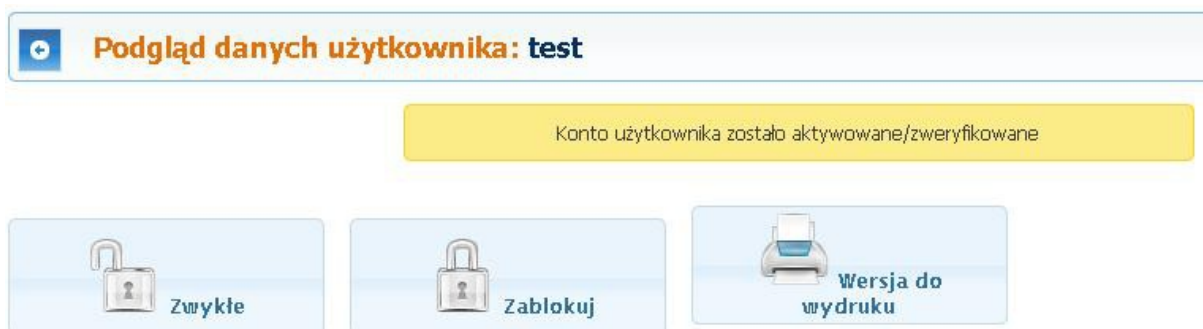 Podgląd danych użytkownika: test
Konto użytkownika zostało aktywowane/zweryfikowane
Zwykłe
Zablokuj
Wersja do
wydruku